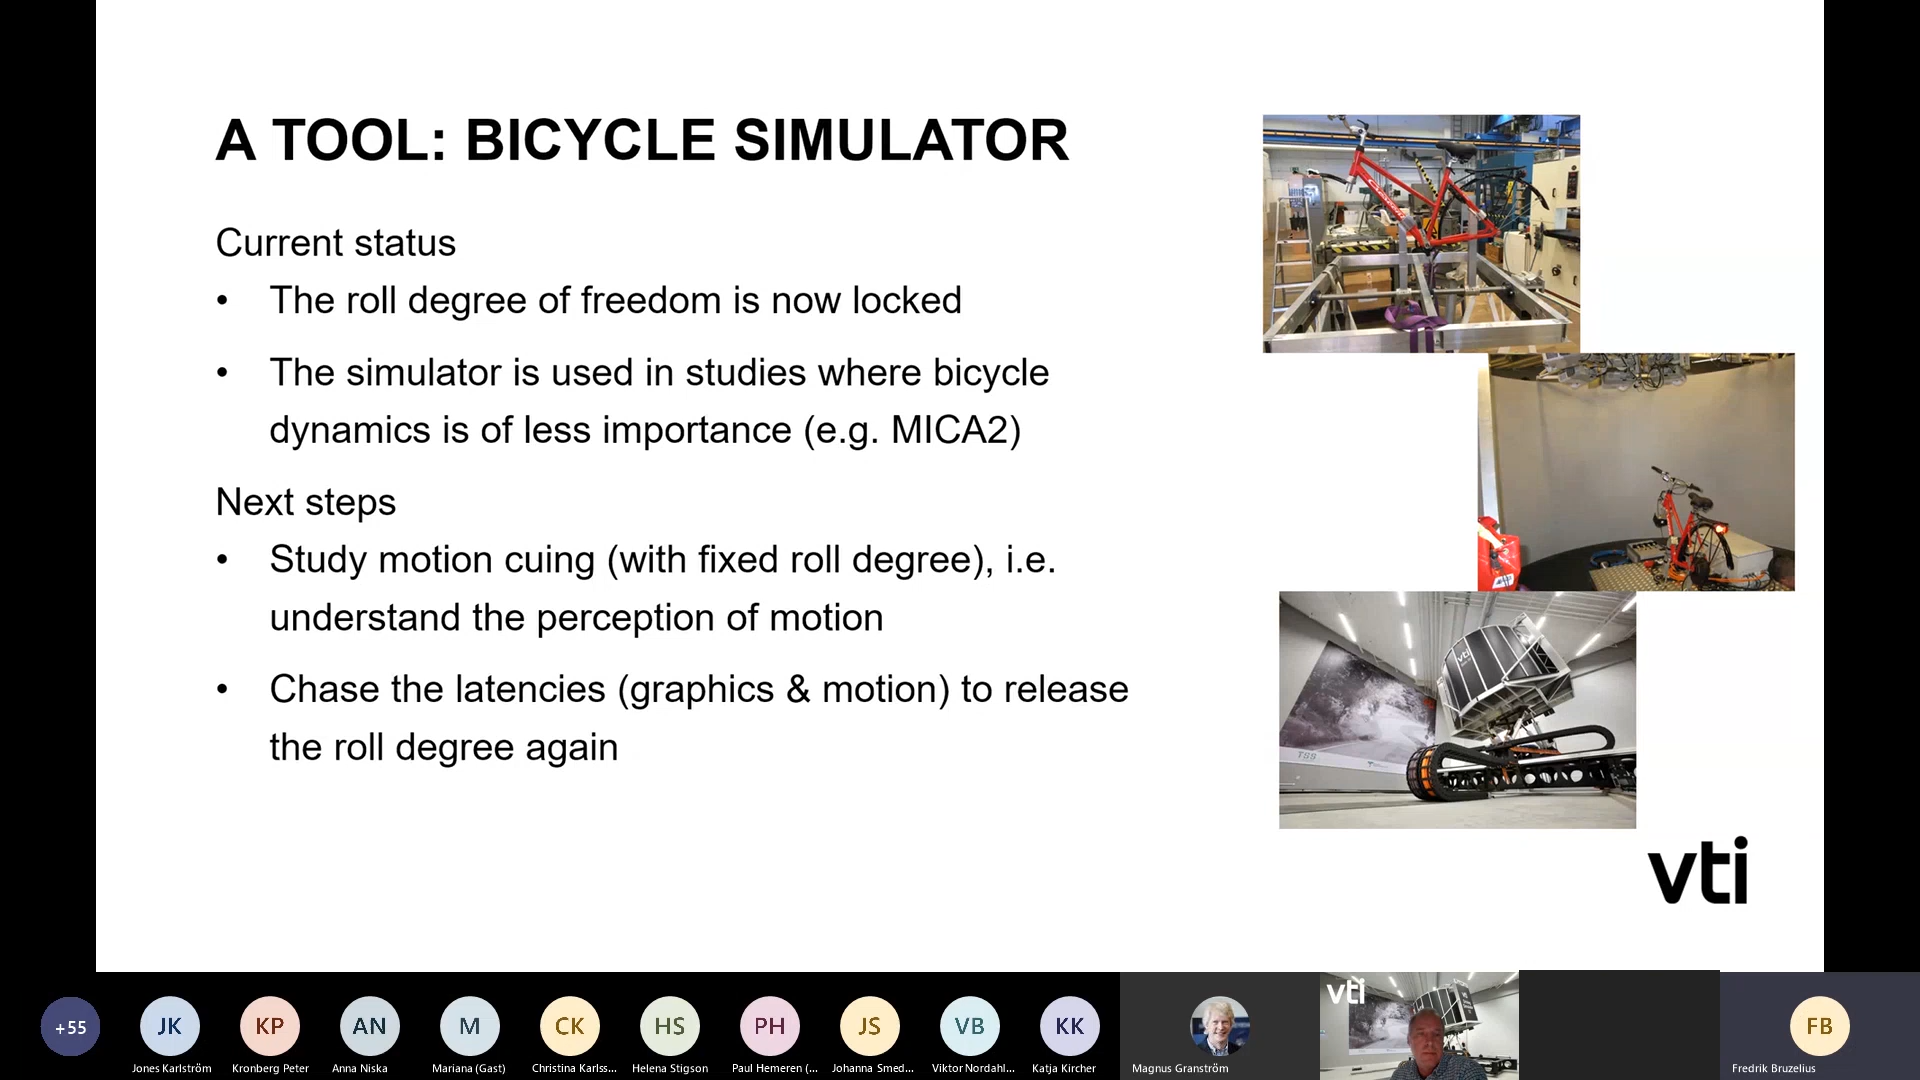 A TOOL: BICYCLE SIMULATOR
Current status
• The roll degree of freedom is now locked
• The simulator is used in studies where bicycle
dynamics is of less importance (e.g. MICA2)
Next steps
• Study motion cuing (with fixed roll degree), i.e.
understand the perception of motion
• Chase the latencies (graphics & motion) to release
the roll degree again
vti
TSS
vti
+55
JK
KP
AN
M
CK
HS
PH
JS
VB
KK
vti
FB
Jones Karlström
Kronberg Peter
Anna Niska
Mariana (Gast)
Christina Karlss...
Helena Stigson
Paul Hemeren (...
Johanna Smed...
Viktor Nordahl...
Katja Kircher
Magnus Granström
Fredrik Bruzelius